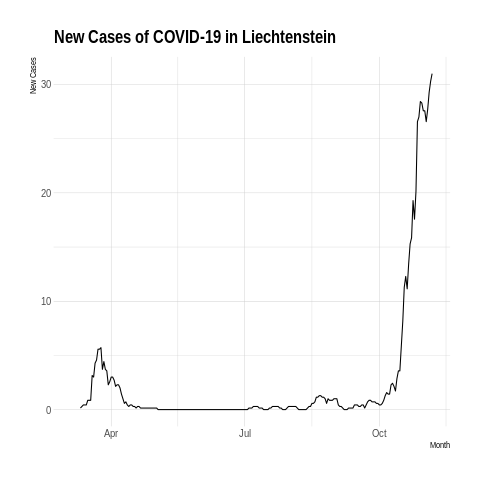 New Cases of COVID-19 in Liechtenstein
New Cases
30
20
10
0
Apr
Jul
Oct
Month